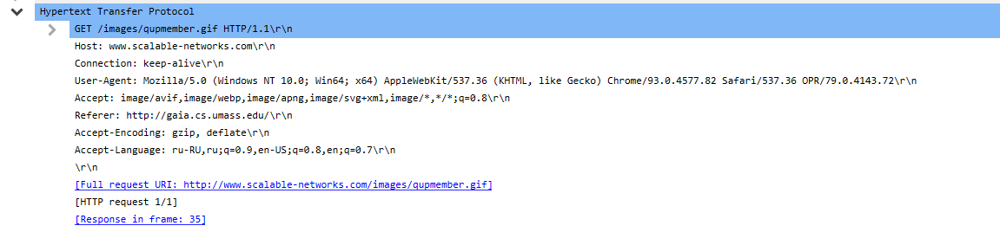 Hypertext Transfer Protocol
GET /images/qupmember.gif HTTP/1.1\r\n
Host: www.scalable-networks.com\r\n
Connection: keep-alive\r\n
User-Agent: Mozilla/5.0 (Windows NT 10.0; Win64; x64) AppleWebKit/537.36 (KHTML, like Gecko) Chrome/93.0.4577.82 Safari/537.36 OPR/79.0.4143.72\r\n
Accept: image/avif,image/webp,image/apng,image/svg+xml,image/*,*/*;q=0.8\r\n
Referer: http://gaia.cs.umass.edu/\r\n
Accept-Encoding: gzip, deflate\r\n
Accept-Language: ru-RU,ru;q=0.9,en-US;q=0.8,en;q=0.7\r\n
\r\n
[Full request URI: http://www.scalable-networks.com/images/qupmember.gif]
[HTTP request 1/1]
[Response in frame: 35]